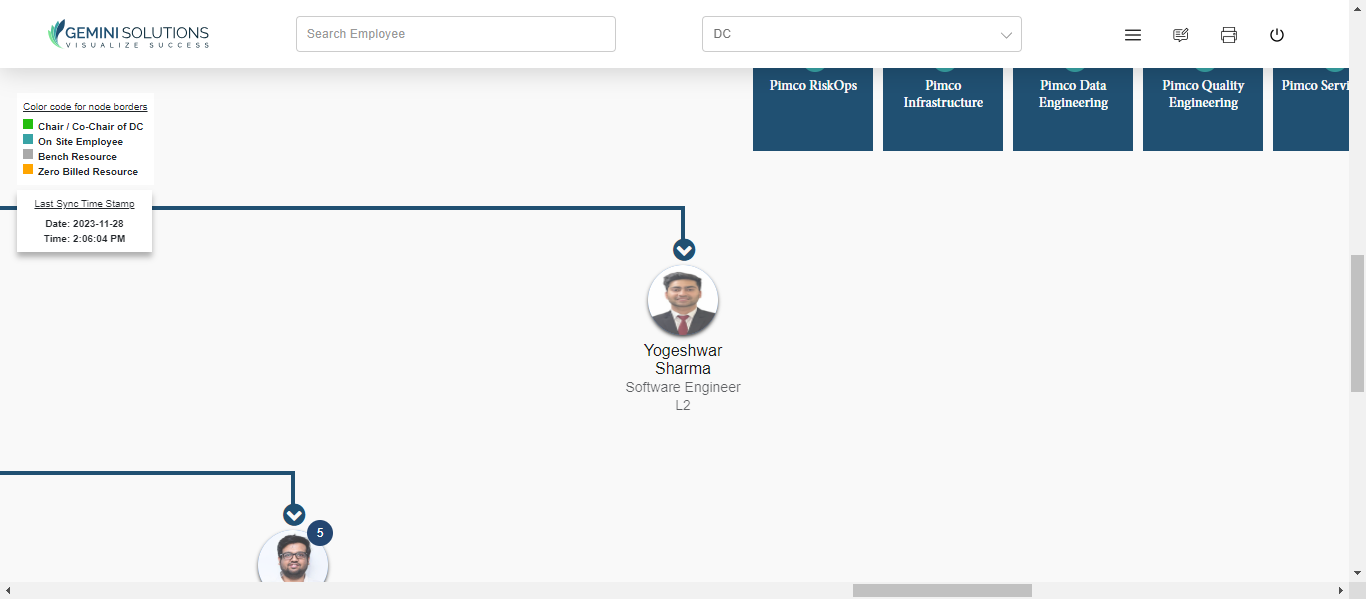 GEMINI SOLUTIONS
VISUALIZE SUCCESS
Search Employee
DC
Pimco RiskOps
Pimco
Infrastructure
Pimco Data
Engineering
Pimco Quality
Engineering
Pimco Servi
Color code for node borders
Chair / Co-Chair of DC
On Site Employee
Bench Resource
Zero Billed Resource
Last Sync Time Stamp
Date: 2023-11-28
Time: 2:06:04 PM
Yogeshwar
Sharma
Software Engineer
L2
5